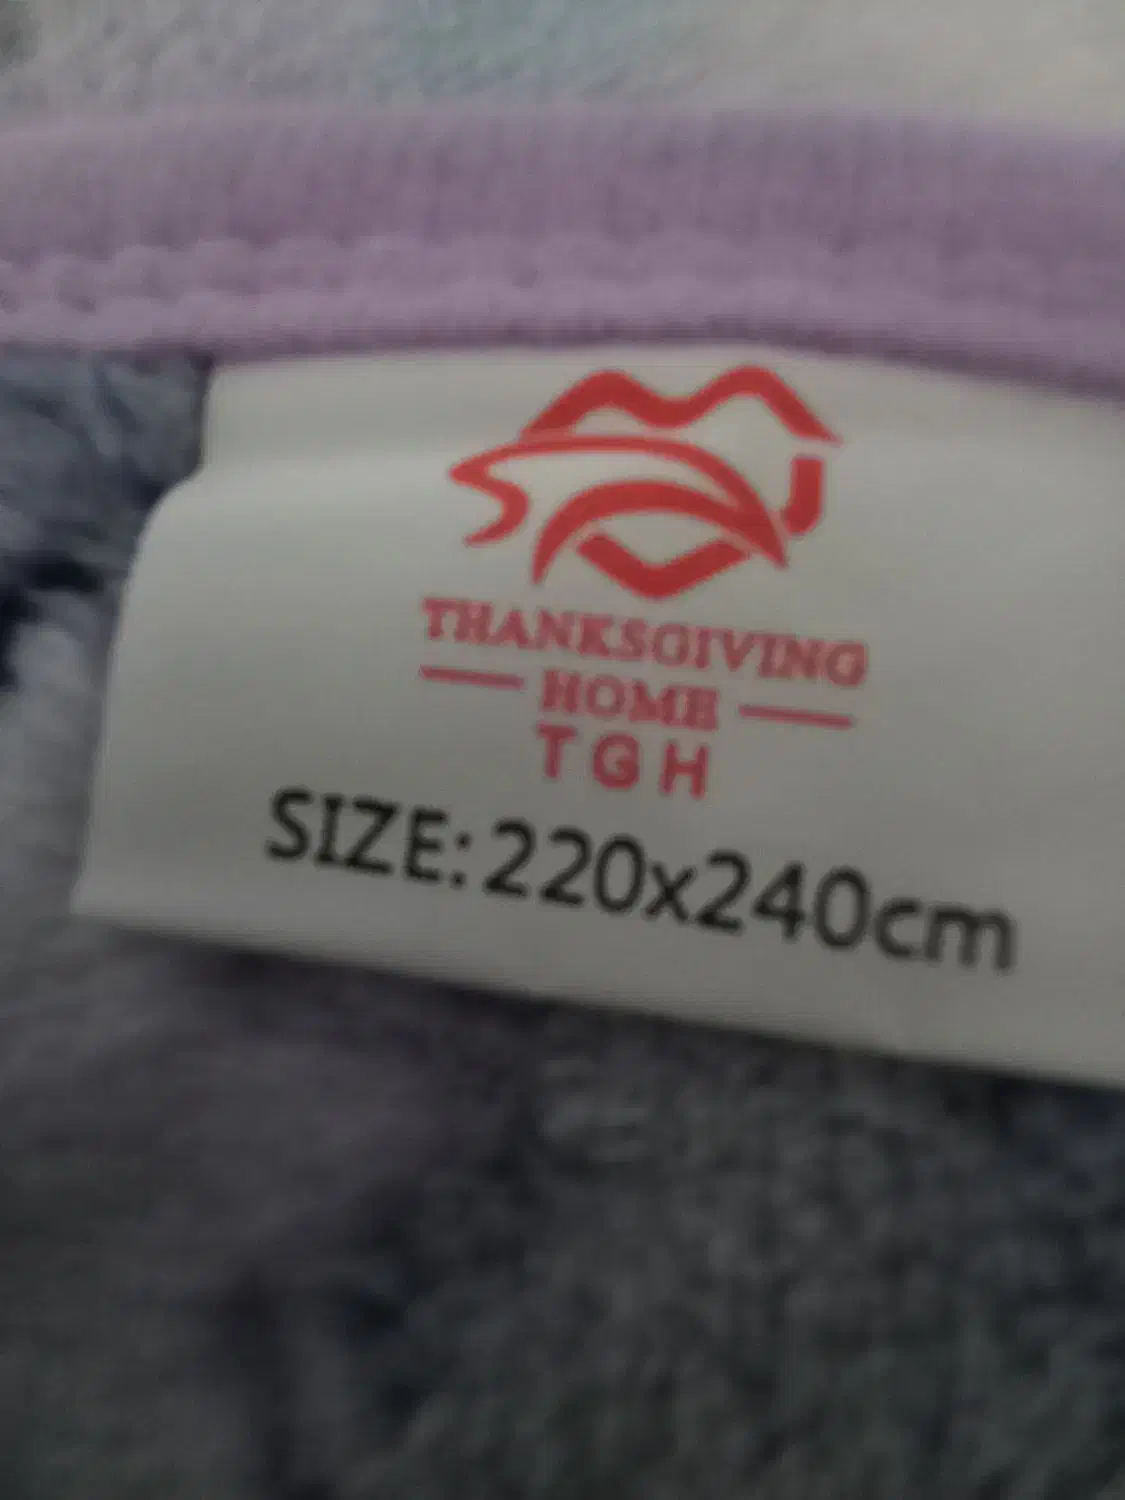 THANKSGIVING
HOME
TGH
SIZE: 220x240cm